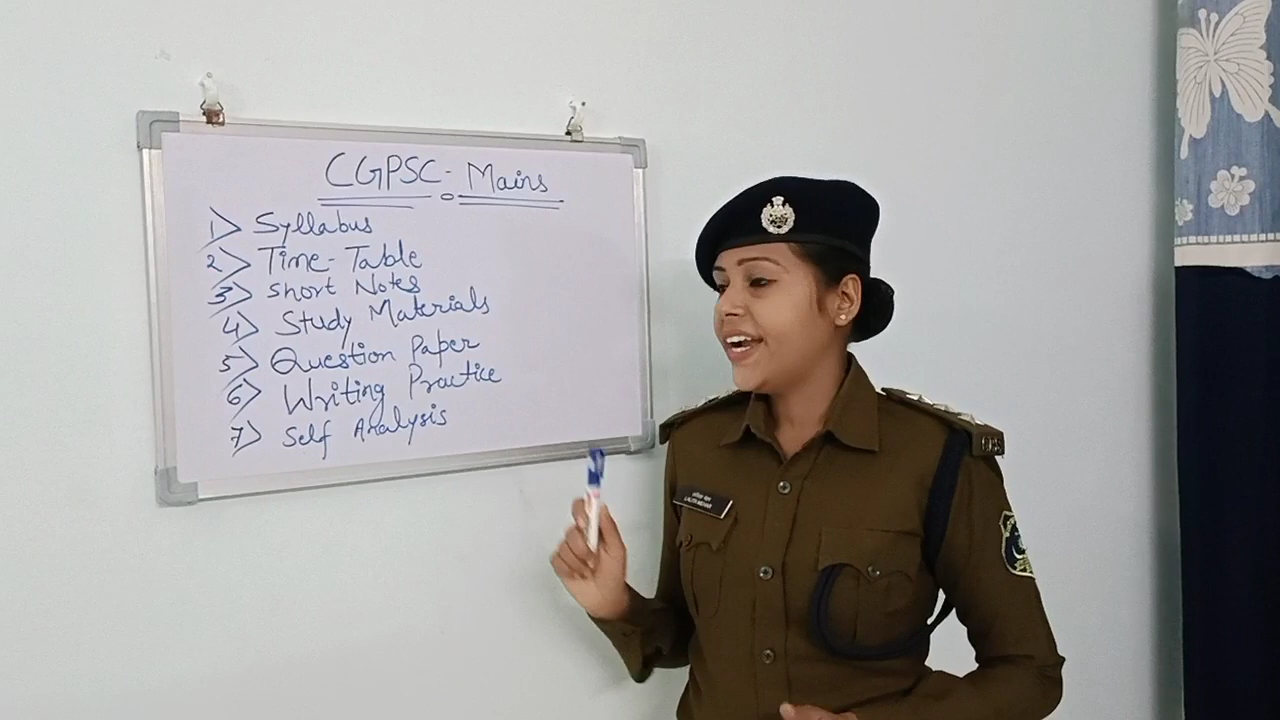 CGPSC- Mains
1> Syllabus
2> Time-Table
3> Short Notes
4> Study Materials
5> Question Paper
6> Writing Practice
7> Self Analysis